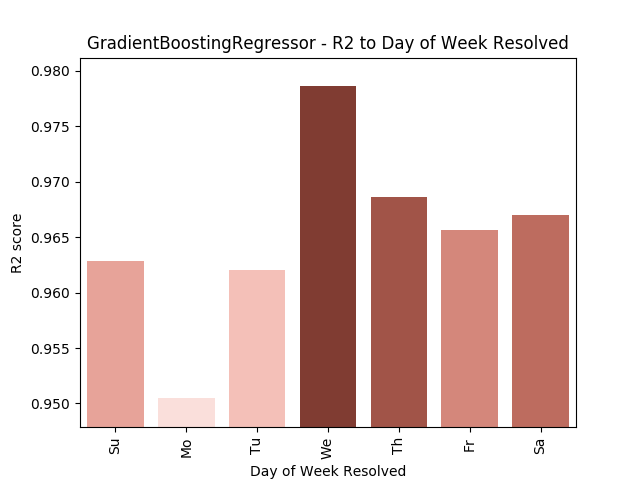 GradientBoostingRegressor - R2 to Day of Week Resolved
0.980
0.975
0.970
0.965
0.960
0.955
0.950
R2 score
Su
Mo
Tu
We
Th
Fr
Sa
Day of Week Resolved